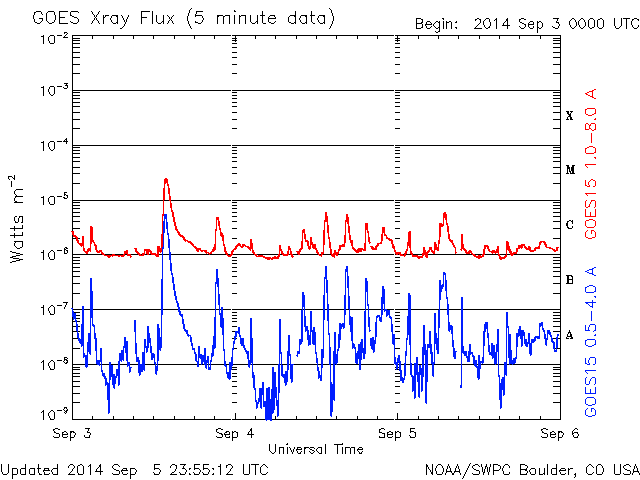 GOES Xray Flux (5 minute data)
Begin: 2014 Sep 3 0000 UTC
10⁻²
10⁻³
10⁻⁴
10⁻⁵
10⁻⁶
10⁻⁷
10⁻⁸
10⁻⁹
Watts m⁻²
X
M
C
B
A
GOES15 1.0–8.0 A
GOES15 0.5–4.0 A
Sep 3
Sep 4
Sep 5
Sep 6
Universal Time
Updated 2014 Sep 5 23:55:12 UTC
NOAA/SWPC Boulder, CO USA